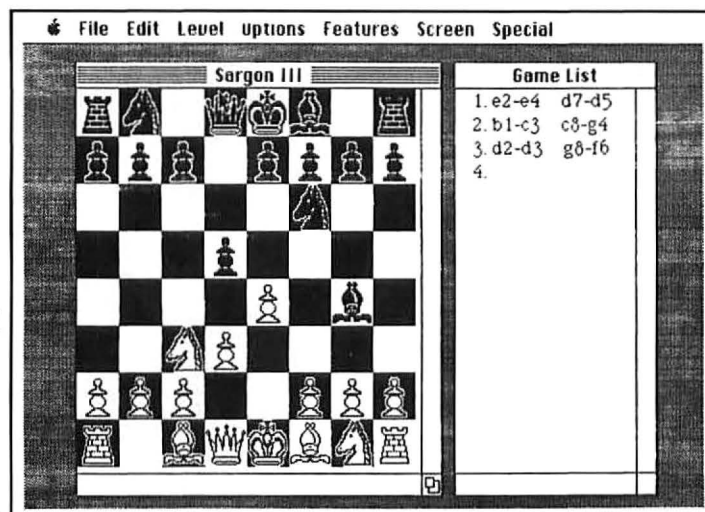 File Edit Level Options Features Screen Special
Sargon III
Game List
1. e2-e4 d7-d5
2. b1-c3 c8-g4
3. d2-d3 g8-f6
4.